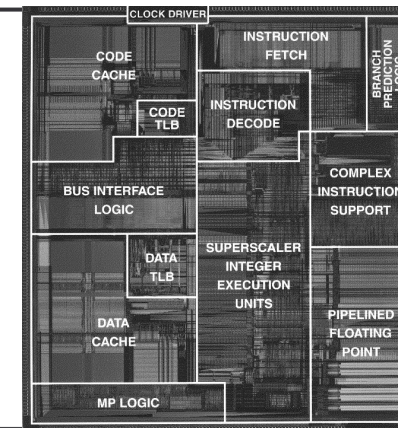 CLOCK DRIVER
CODE
CACHE
INSTRUCTION
FETCH
BRANCH
PREDICTION
LOGIC
CODE
TLB
INSTRUCTION
DECODE
BUS INTERFACE
LOGIC
COMPLEX
INSTRUCTION
SUPPORT
DATA
TLB
SUPERSCALER
INTEGER
EXECUTION
UNITS
DATA
CACHE
PIPELINED
FLOATING
POINT
MP LOGIC